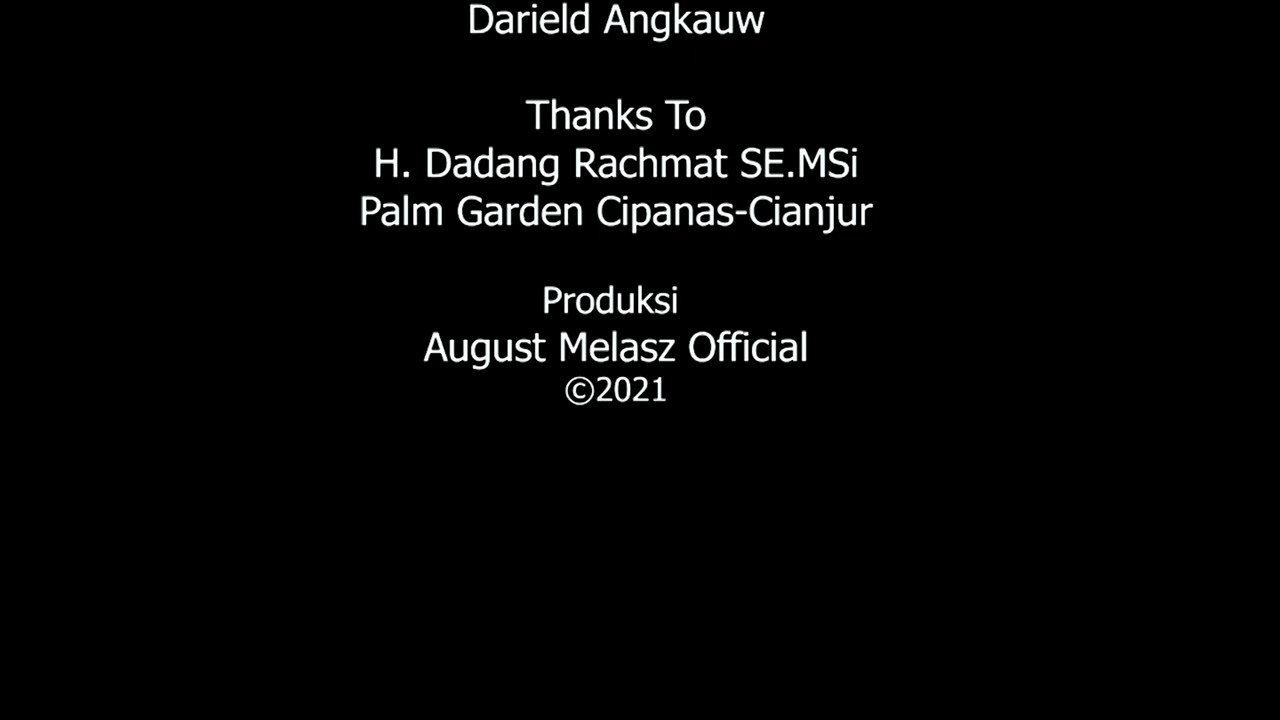 Darield Angkauw
Thanks To
H. Dadang Rachmat SE.MSi
Palm Garden Cipanas-Cianjur
Produksi
August Melasz Official
©2021